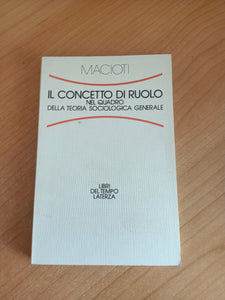 MACIOTI
IL CONCETTO DI RUOLO
NEL QUADRO
DELLA TEORIA SOCIOLOGICA GENERALE
LIBRI
DEL TEMPO
LATERZA